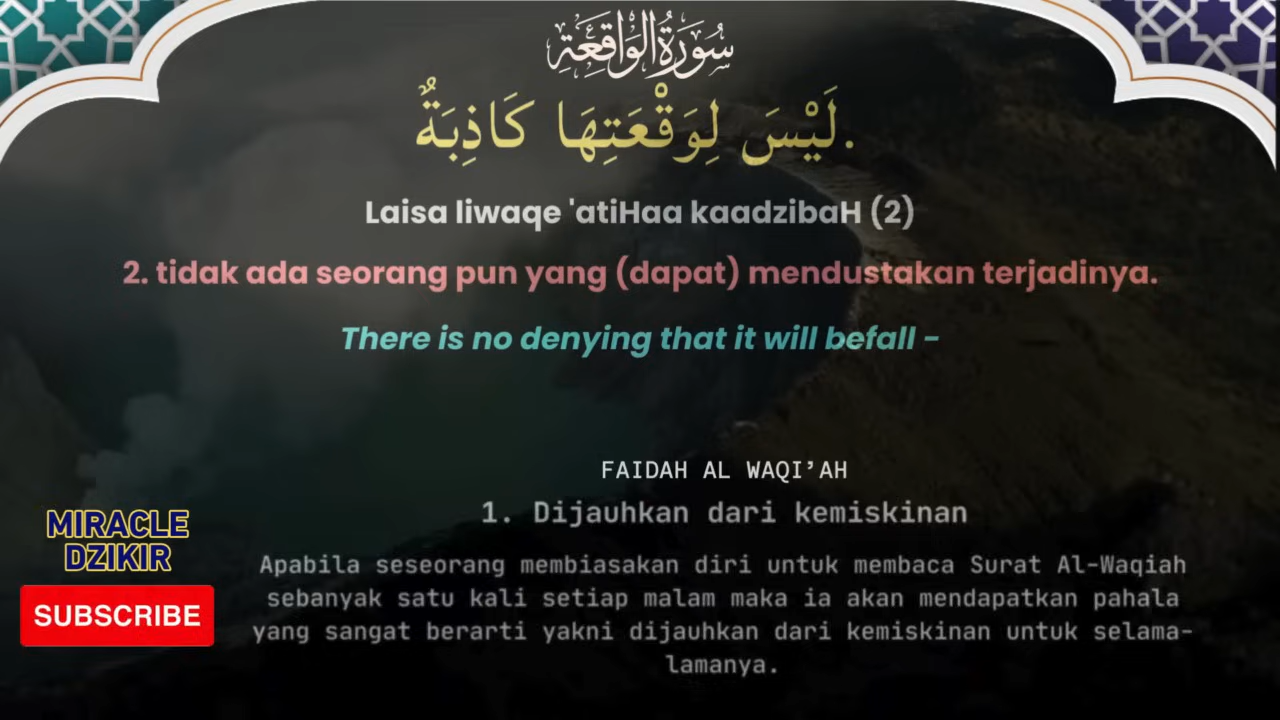 سُورَةُ الْوَاقِعَةِ
لَيْسَ لِوَقْعَتِهَا كَاذِبَةٌ.
Laisa liwaqe 'atiHaa kaadzibaH (2)
2. tidak ada seorang pun yang (dapat) mendustakan terjadinya.
There is no denying that it will befall -
FAIDAH AL WAQI’AH
1. Dijauhkan dari kemiskinan
Apabila seseorang membiasakan diri untuk membaca Surat Al-Waqiah
sebanyak satu kali setiap malam maka ia akan mendapatkan pahala
yang sangat berarti yakni dijauhkan dari kemiskinan untuk selama-
lamanya.
MIRACLE
DZIKIR
SUBSCRIBE